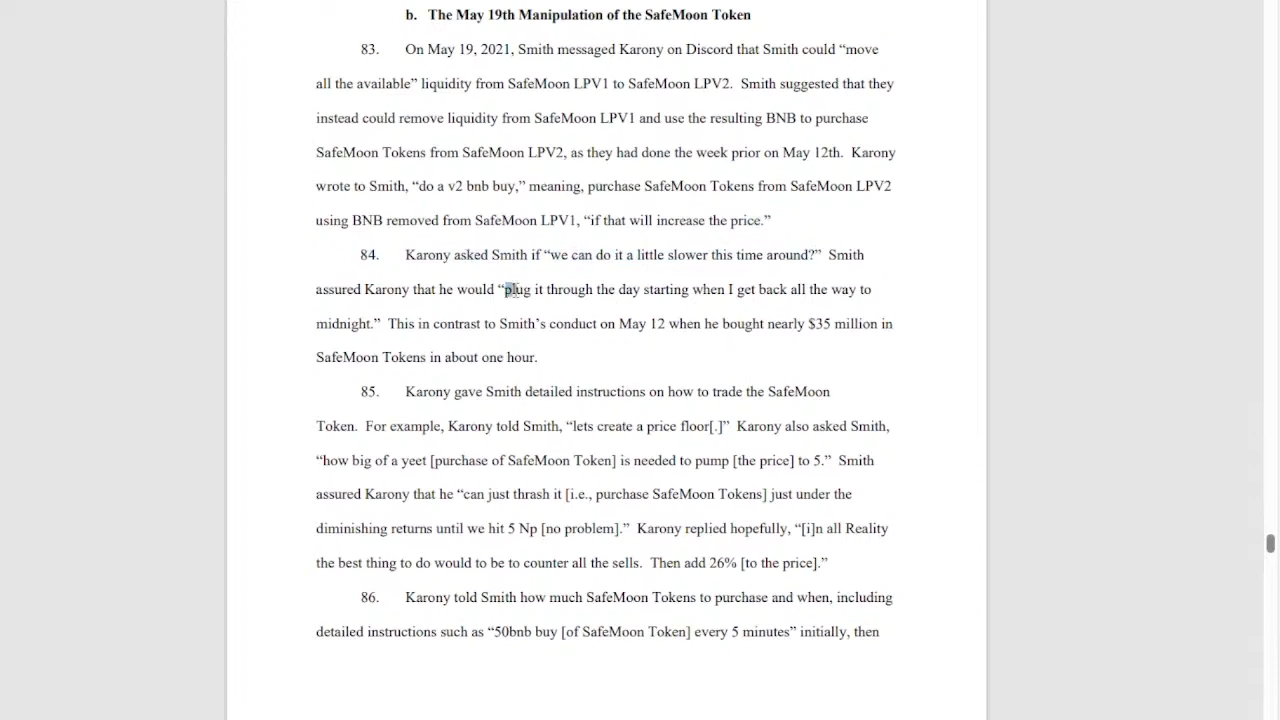 b. The May 19th Manipulation of the SafeMoon Token
83. On May 19, 2021, Smith messaged Karony on Discord that Smith could “move
all the available” liquidity from SafeMoon LPV1 to SafeMoon LPV2. Smith suggested that they
instead could remove liquidity from SafeMoon LPV1 and use the resulting BNB to purchase
SafeMoon Tokens from SafeMoon LPV2, as they had done the week prior on May 12th. Karony
wrote to Smith, “do a v2 bnb buy,” meaning, purchase SafeMoon Tokens from SafeMoon LPV2
using BNB removed from SafeMoon LPV1, “if that will increase the price.”
84. Karony asked Smith if “we can do it a little slower this time around?” Smith
assured Karony that he would “plug it through the day starting when I get back all the way to
midnight.” This in contrast to Smith’s conduct on May 12 when he bought nearly $35 million in
SafeMoon Tokens in about one hour.
85. Karony gave Smith detailed instructions on how to trade the SafeMoon
Token. For example, Karony told Smith, “lets create a price floor[.]” Karony also asked Smith,
“how big of a yeet [purchase of SafeMoon Token] is needed to pump [the price] to 5.” Smith
assured Karony that he “can just thrash it [i.e., purchase SafeMoon Tokens] just under the
diminishing returns until we hit 5 Np [no problem].” Karony replied hopefully, “[i]n all Reality
the best thing to do would to be to counter all the sells. Then add 26% [to the price].”
86. Karony told Smith how much SafeMoon Tokens to purchase and when, including
detailed instructions such as “50bnb buy [of SafeMoon Token] every 5 minutes” initially, then